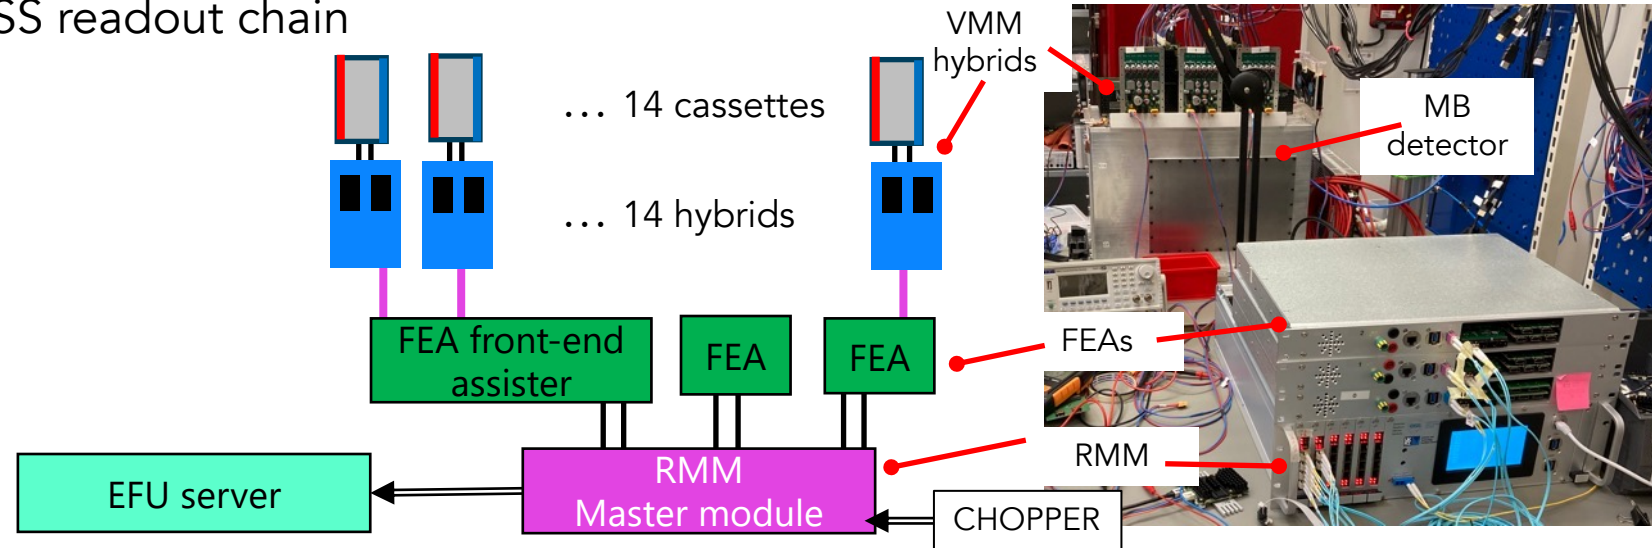 SS readout chain
VMM
hybrids
... 14 cassettes
MB
detector
... 14 hybrids
FEA front-end
assister
FEA
FEA
FEAs
RMM
Master module
RMM
EFU server
CHOPPER